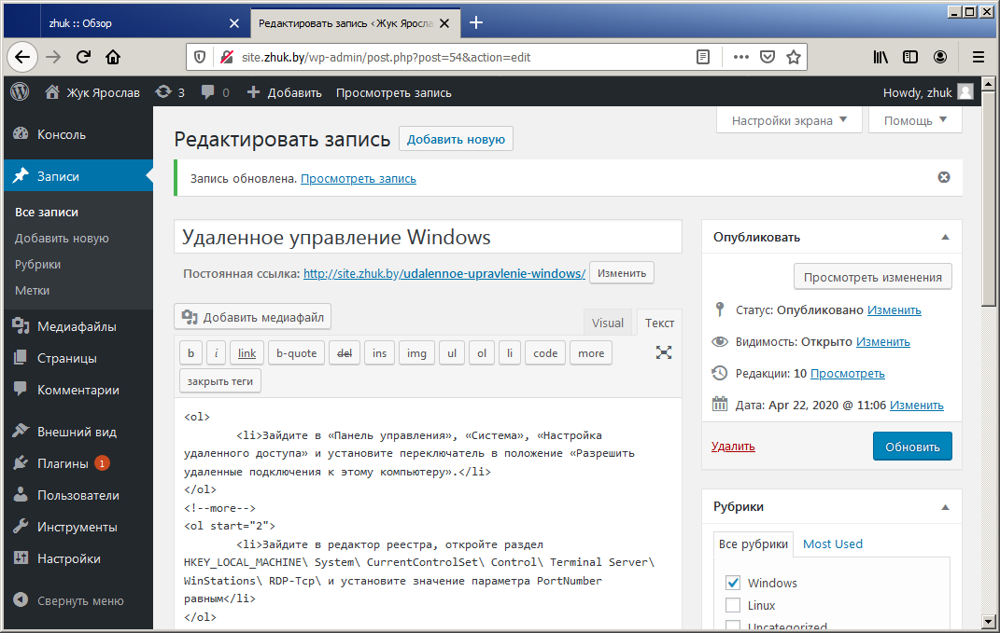 zhuk :: Обзор
Редактировать запись ‹ Жук Яросла
site.zhuk.by/wp-admin/post.php?post=54&action=edit
Жук Ярослав 3 0 Добавить Просмотреть запись Howdy, zhuk
Настройки экрана Помощь
Консоль
Записи
Все записи
Добавить новую
Рубрики
Метки
Медиафайлы
Страницы
Комментарии
Внешний вид
Плагины 1
Пользователи
Инструменты
Настройки
Свернуть меню
Редактировать запись Добавить новую
Запись обновлена. Просмотреть запись
Удаленное управление Windows
Постоянная ссылка: http://site.zhuk.by/udalennoe-upravlenie-windows/ Изменить
Добавить медиафайл
Visual Текст
b i link b-quote del ins img ul ol li code more
закрыть теги
<ol>
<li>Зайдите в «Панель управления», «Система», «Настройка
удаленного доступа» и установите переключатель в положение «Разрешить
удаленные подключения к этому компьютеру».</li>
</ol>
<!--more-->
<ol start="2">
<li>Зайдите в редактор реестра, откройте раздел
HKEY_LOCAL_MACHINE\ System\ CurrentControlSet\ Control\ Terminal Server\
WinStations\ RDP-Tcp\ и установите значение параметра PortNumber
равным</li>
</ol>
Опубликовать
Просмотреть изменения
Статус: Опубликовано Изменить
Видимость: Открыто Изменить
Редакции: 10 Просмотреть
Дата: Apr 22, 2020 @ 11:06 Изменить
Удалить Обновить
Рубрики
Все рубрики Most Used
Windows
Linux
Uncategorized